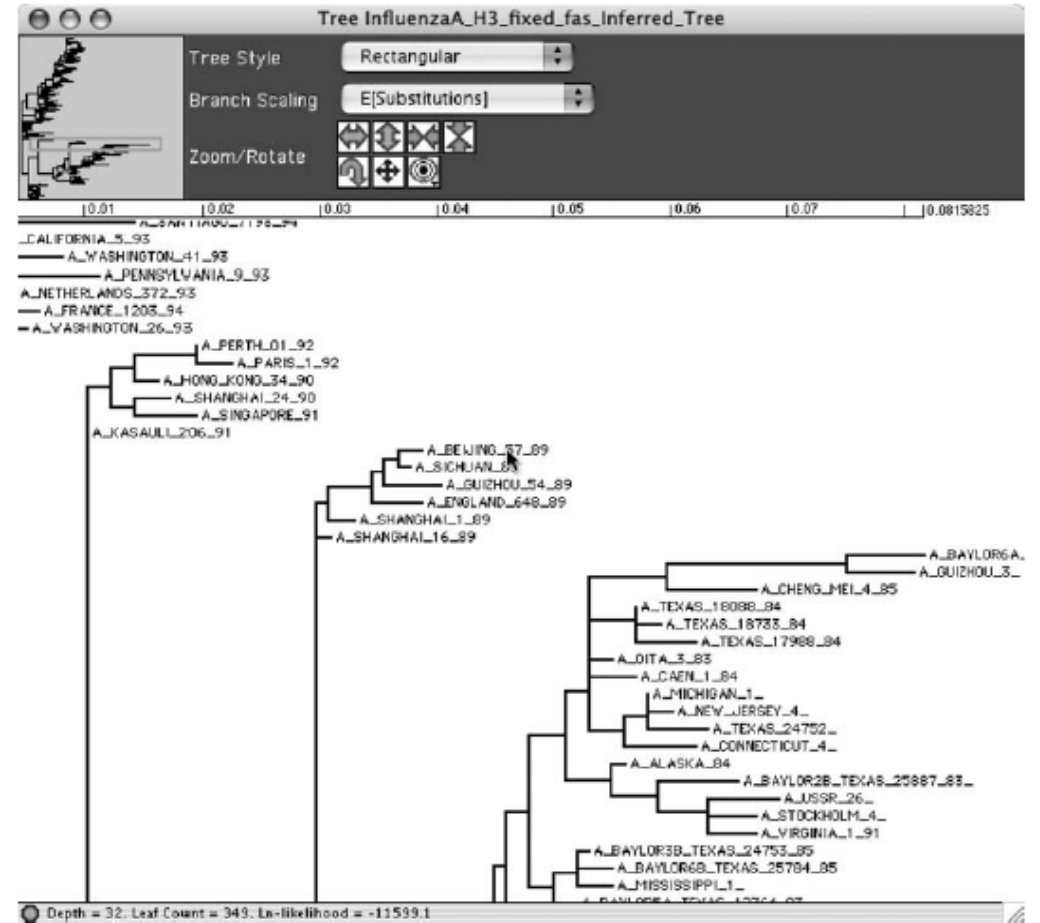 Tree InfluenzaA_H3_fixed_fas_Inferred_Tree
Tree Style Rectangular
Branch Scaling E[Substitutions]
Zoom/Rotate
0.01 0.02 0.03 0.04 0.05 0.06 0.07 0.0815825
_CALIFORNIA_5_93
A_WASHINGTON_41_93
A_PENNSYLVANIA_9_93
A_NETHERLANDS_372_93
A_FRANCE_1203_94
A_WASHINGTON_26_93
A_PERTH_01_92
A_PARIS_1_92
A_HONG_KONG_34_90
A_SHANGHAI_24_90
A_SINGAPORE_91
A_KASAULI_206_91
A_GUIZHOU_54_89
A_ENGLAND_648_89
A_SHANGHAI_1_89
A_SHANGHAI_16_89
A_BAYLOR6A_
A_GUIZHOU_3_
A_CHENG_MEI_4_85
A_TEXAS_18088_84
A_TEXAS_18733_84
A_TEXAS_17988_84
A_OITA_3_83
A_CAEN_1_84
A_MICHIGAN_1_
A_NEW_JERSEY_4_
A_TEXAS_24752_
A_CONNECTICUT_4_
A_ALASKA_84
A_BAYLOR2B_TEXAS_25887_83_
A_USSR_26_
A_STOCKHOLM_4_
A_VIRGINIA_1_91
A_BAYLOR3B_TEXAS_24753_85
A_BAYLOR6B_TEXAS_25784_85
A_MISSISSIPPI_1_
Depth = 32. Leaf Count = 349. Ln-likelihood = -11599.1